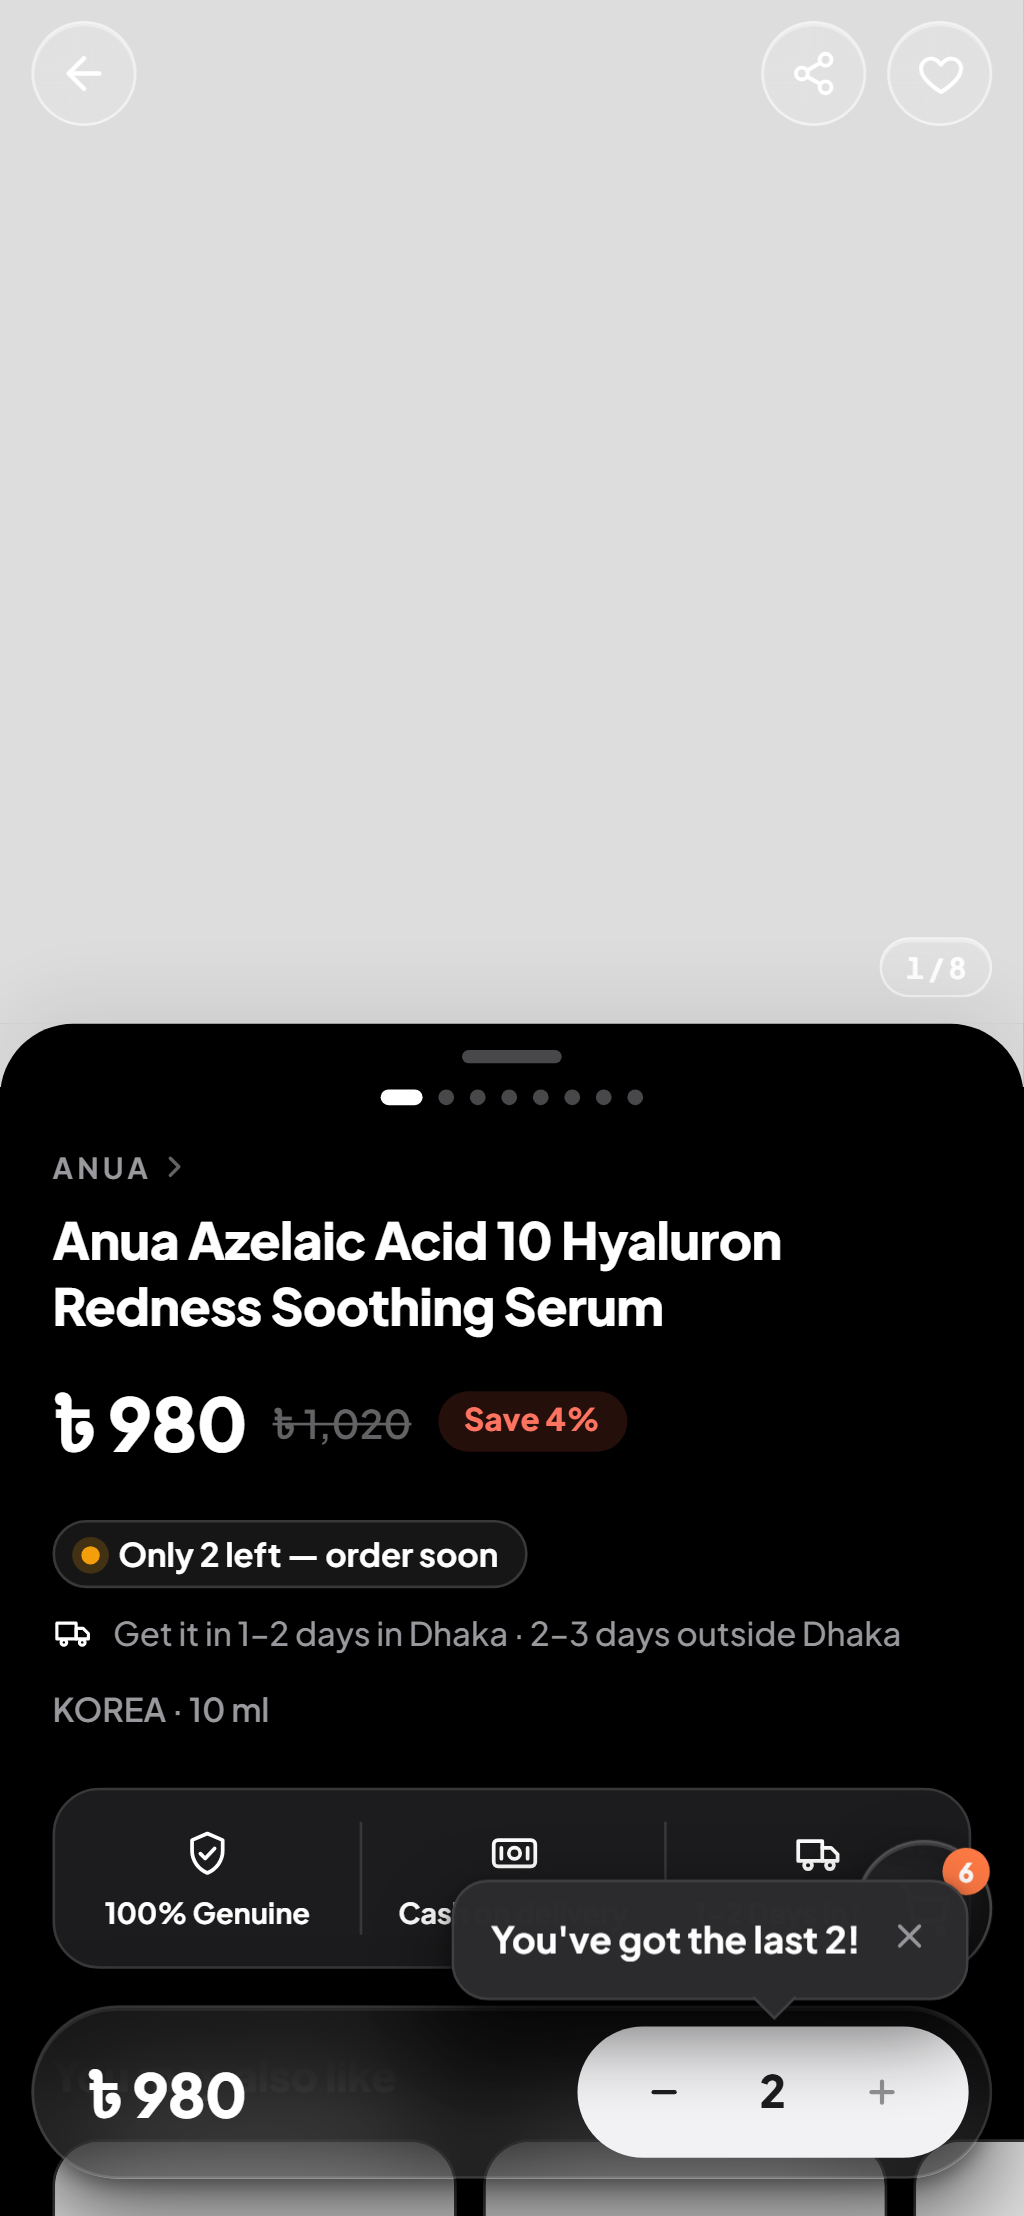 1/8
ANUA
Anua Azelaic Acid 10 Hyaluron
Redness Soothing Serum
৳ 980 ৳ 1,020 Save 4%
Only 2 left — order soon
Get it in 1–2 days in Dhaka · 2–3 days outside Dhaka
KOREA · 10 ml
6
100% Genuine
You've got the last 2!
also like
৳ 980
2